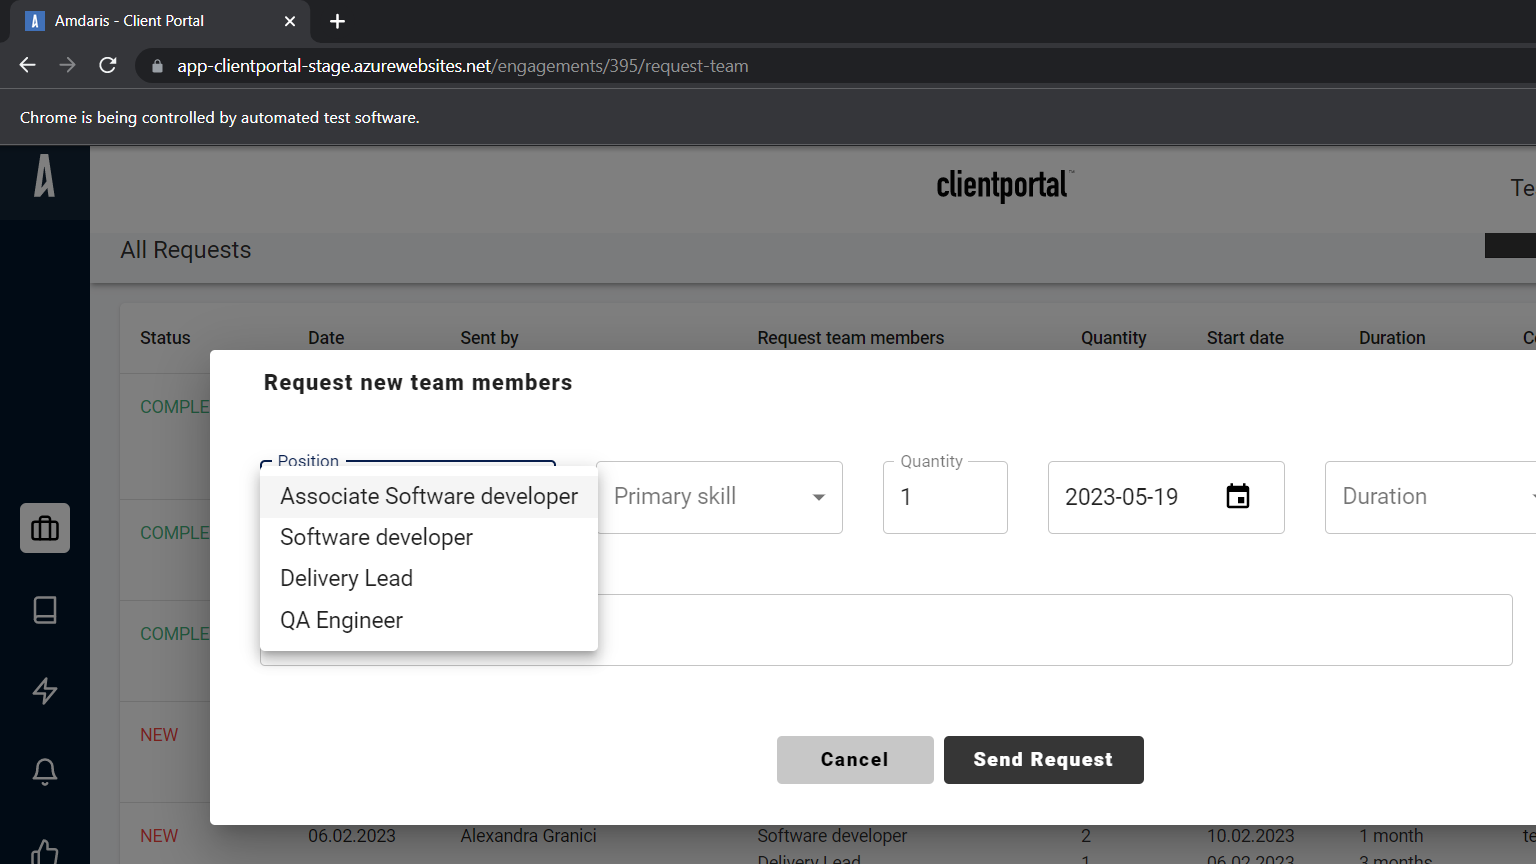 Amdaris - Client Portal
app-clientportal-stage.azurewebsites.net/engagements/395/request-team
Chrome is being controlled by automated test software.
clientportal™
Te
All Requests
Status Date Sent by Request team members Quantity Start date Duration
COMPLE
Request new team members
Position
Associate Software developer
Software developer
Delivery Lead
QA Engineer
Primary skill
Quantity
1
2023-05-19
Duration
COMPLE
COMPLE
NEW
Cancel Send Request
NEW 06.02.2023 Alexandra Granici Software developer 2 10.02.2023 1 month te
Delivery Lead 1 06.02.2023 3 months